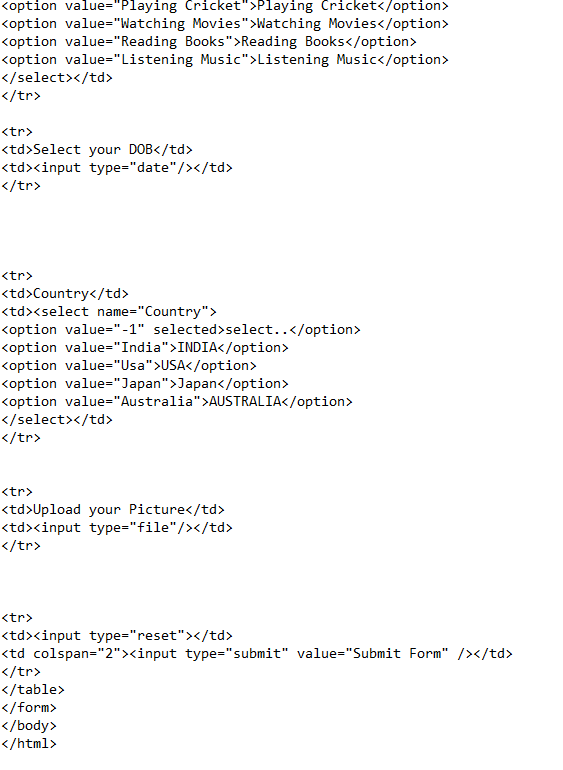 <option value="Playing Cricket">Playing Cricket</option>
<option value="Watching Movies">Watching Movies</option>
<option value="Reading Books">Reading Books</option>
<option value="Listening Music">Listening Music</option>
</select></td>
</tr>
<tr>
<td>Select your DOB</td>
<td><input type="date"/></td>
</tr>
<tr>
<td>Country</td>
<td><select name="Country">
<option value="-1" selected>select..</option>
<option value="India">INDIA</option>
<option value="Usa">USA</option>
<option value="Japan">Japan</option>
<option value="Australia">AUSTRALIA</option>
</select></td>
</tr>
<tr>
<td>Upload your Picture</td>
<td><input type="file"/></td>
</tr>
<tr>
<td><input type="reset"></td>
<td colspan="2"><input type="submit" value="Submit Form" /></td>
</tr>
</table>
</form>
</body>
</html>